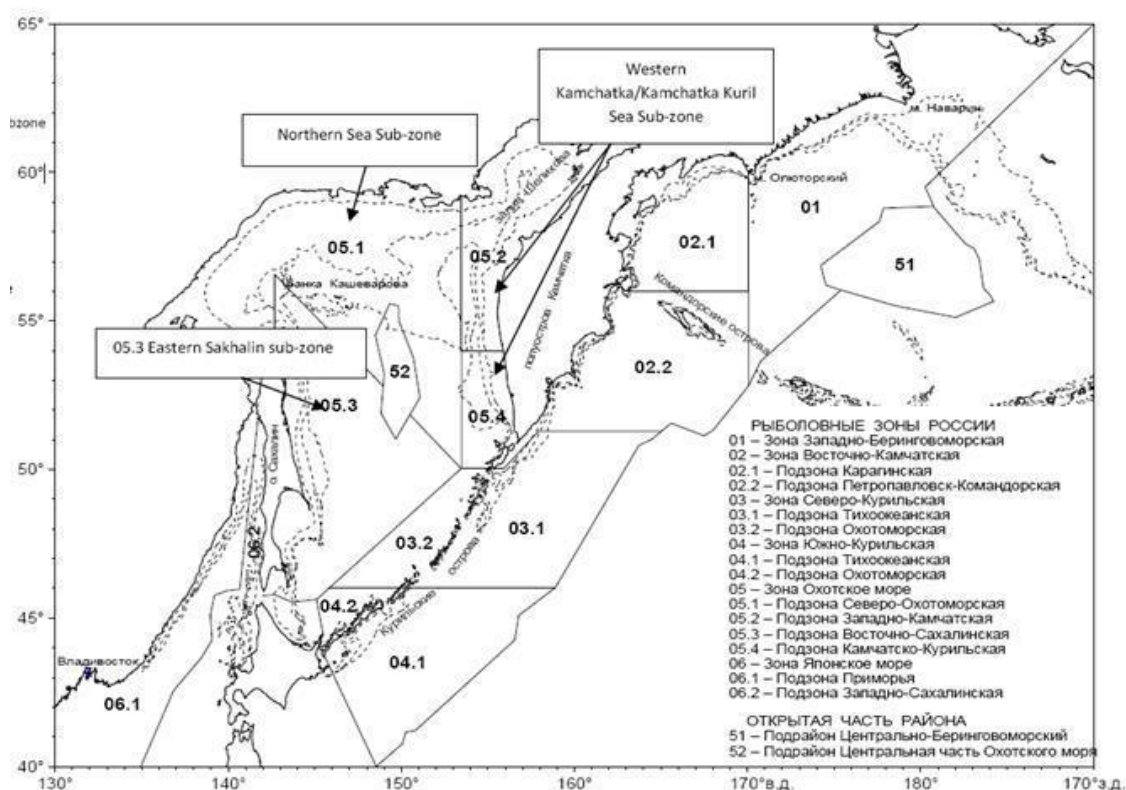 65°
60°
55°
50°
45°
40°
130°
140°
150°
160°
170°в.д.
180°
170°з.д.
ozone
Northern Sea Sub-zone
Western
Kamchatka/Kamchatka Kuril
Sea Sub-zone
05.3 Eastern Sakhalin sub-zone
м. Наварин
Олюторский
залив Шелихова
01
02.1
51
05.1
05.2
банка Кашеварова
полуостров Камчатка
Командорские острова
52
02.2
05.3
05.4
о. Сахалин
03.1
03.2
острова
06.2
04.2
Курильские
04.1
Владивосток
06.1
РЫБОЛОВНЫЕ ЗОНЫ РОССИИ
01 – Зона Западно-Беринговоморская
02 – Зона Восточно-Камчатская
02.1 – Подзона Карагинская
02.2 – Подзона Петропавловск-Командорская
03 – Зона Северо-Курильская
03.1 – Подзона Тихоокеанская
03.2 – Подзона Охотоморская
04 – Зона Южно-Курильская
04.1 – Подзона Тихоокеанская
04.2 – Подзона Охотоморская
05 – Зона Охотское море
05.1 – Подзона Северо-Охотоморская
05.2 – Подзона Западно-Камчатская
05.3 – Подзона Восточно-Сахалинская
05.4 – Подзона Камчатско-Курильская
06 – Зона Японское море
06.1 – Подзона Приморья
06.2 – Подзона Западно-Сахалинская
ОТКРЫТАЯ ЧАСТЬ РАЙОНА
51 – Подрайон Центрально-Беринговоморский
52 – Подрайон Центральная часть Охотского моря